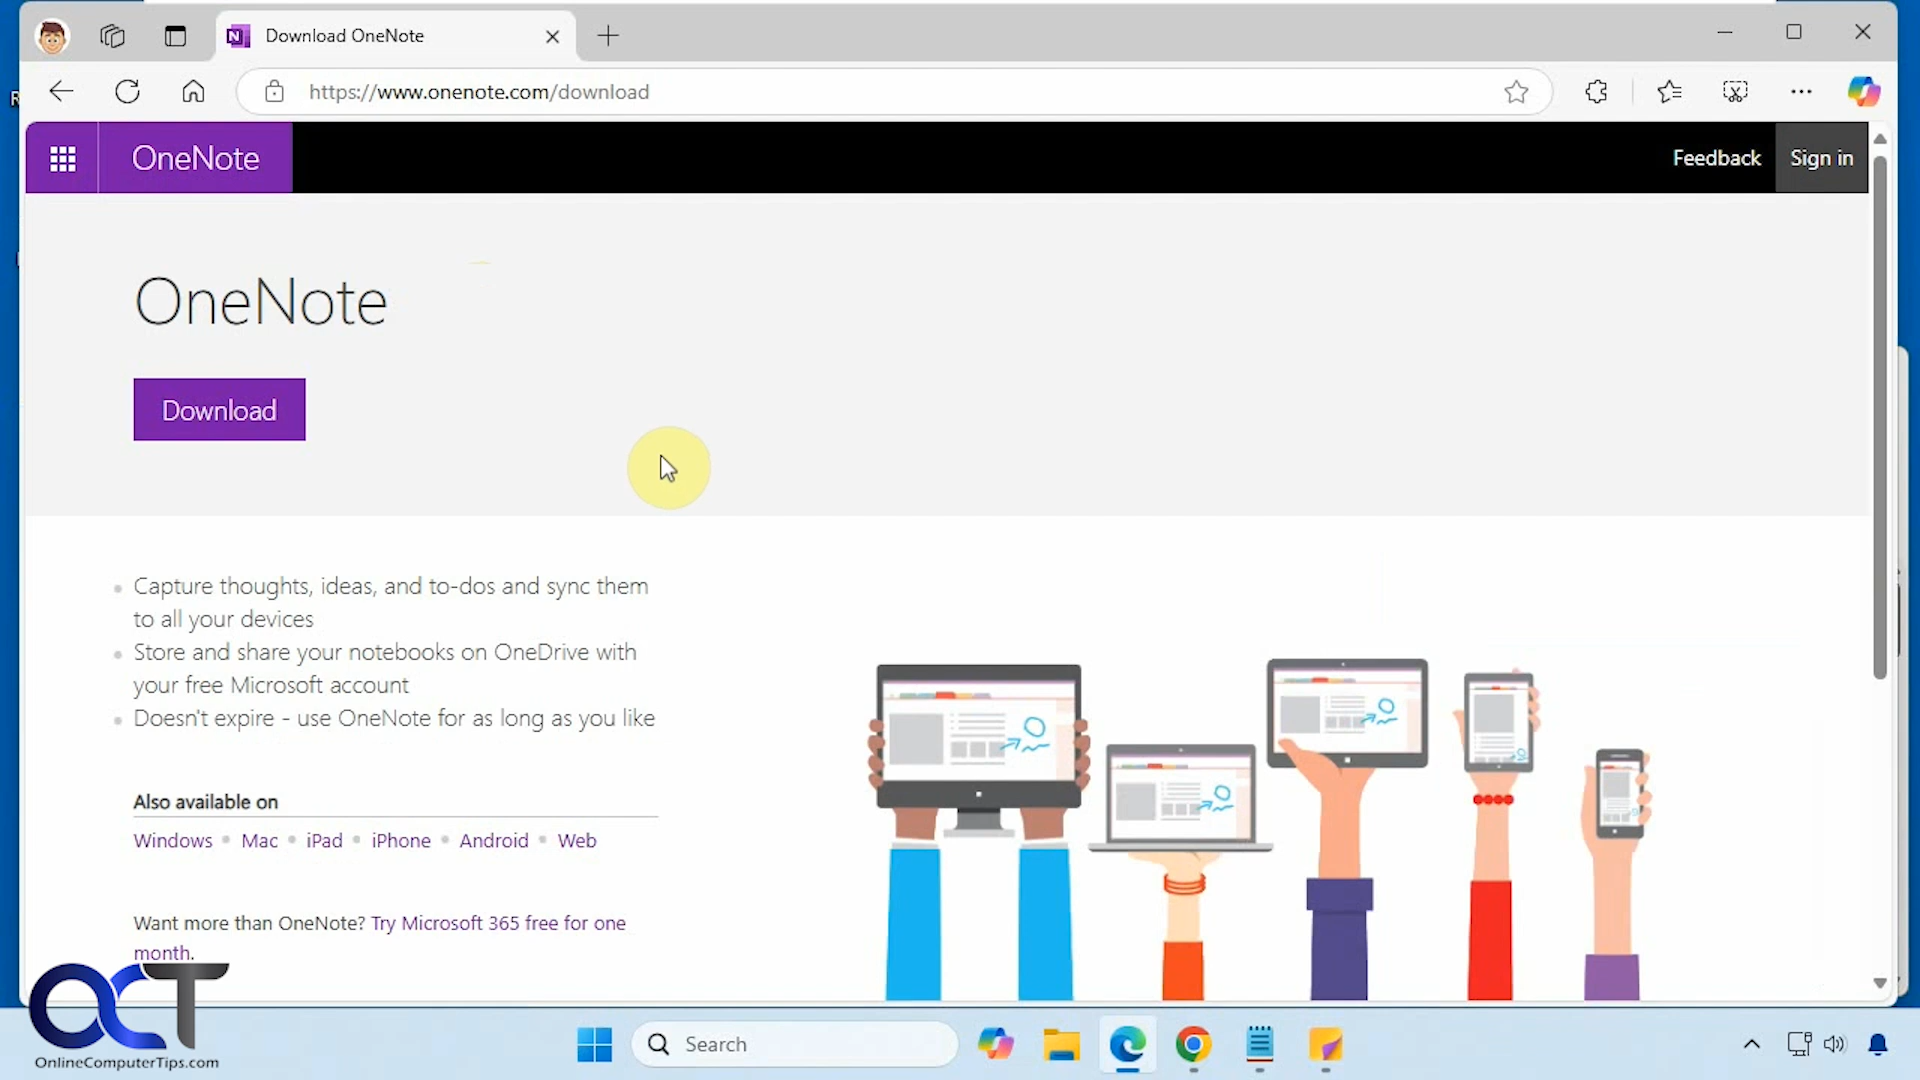 Download OneNote
https://www.onenote.com/download
OneNote
Feedback
Sign in
OneNote
Download
Capture thoughts, ideas, and to-dos and sync them
to all your devices
Store and share your notebooks on OneDrive with
your free Microsoft account
Doesn't expire - use OneNote for as long as you like
Also available on
Windows • Mac • iPad • iPhone • Android • Web
Want more than OneNote? Try Microsoft 365 free for one
month.
OCT
OnlineComputerTips.com
Search